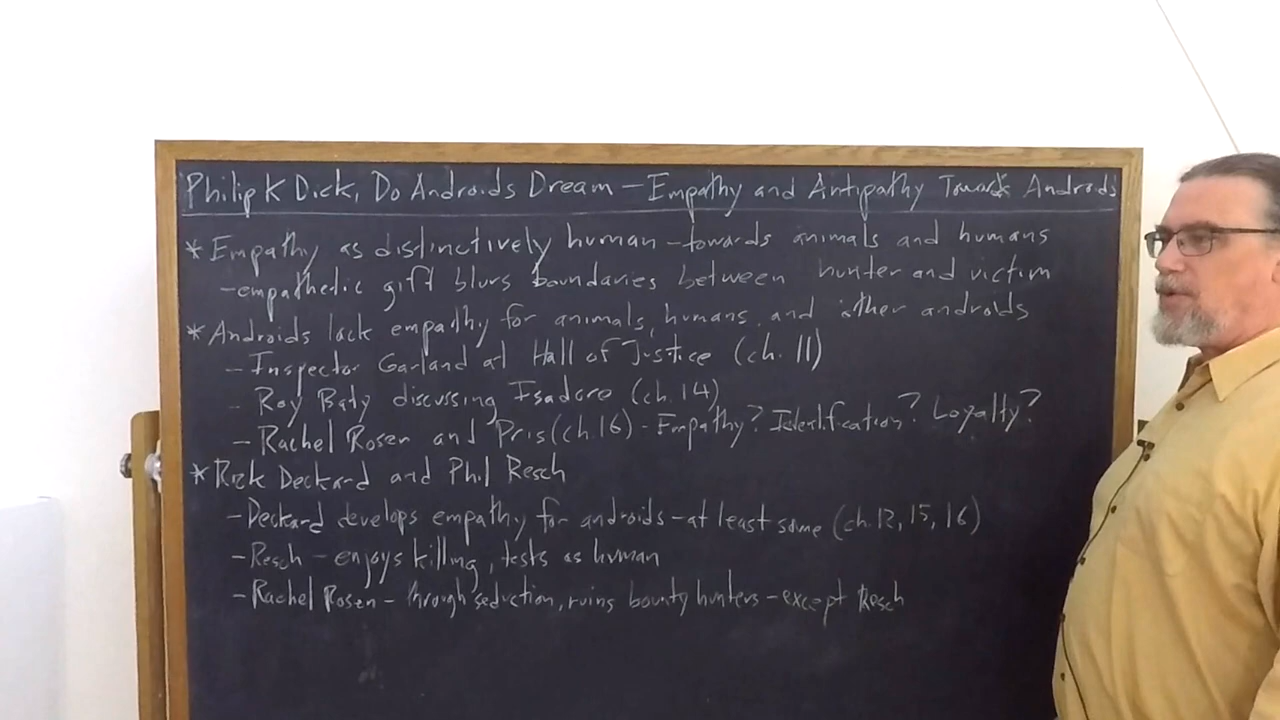 Philip K Dick, Do Androids Dream - Empathy and Antipathy Towards Androids
* Empathy as distinctively human - towards animals and humans
- empathetic gift blurs boundaries between hunter and victim
* Androids lack empathy for animals, humans, and other androids
- Inspector Garland at Hall of Justice (ch. 11)
- Roy Baty discussing Isadore (ch. 14)
- Rachel Rosen and Pris (ch. 16) - Empathy? Identification? Loyalty?
* Rick Deckard and Phil Resch
- Deckard develops empathy for androids - at least some (ch. 12, 15, 16)
- Resch - enjoys killing, tests as human
- Rachel Rosen - through seduction, ruins bounty hunters - except Resch